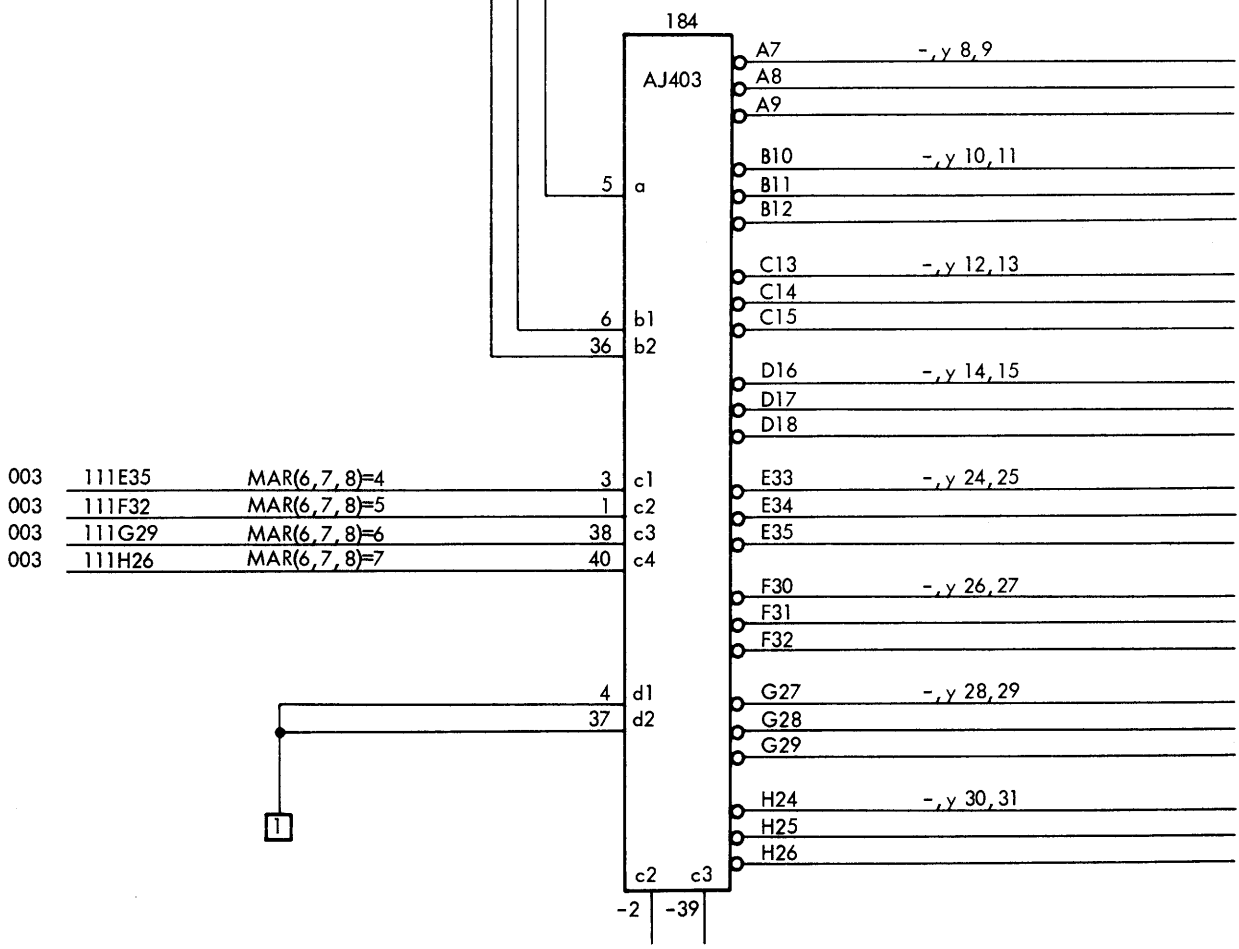 184
AJ403
A7 -,y 8,9
A8
A9
B10 -,y 10,11
B11
B12
5 a
C13 -,y 12,13
C14
C15
6 b1
36 b2
D16 -,y 14,15
D17
D18
003 111E35 MAR(6,7,8)=4 3 c1
003 111F32 MAR(6,7,8)=5 1 c2
003 111G29 MAR(6,7,8)=6 38 c3
003 111H26 MAR(6,7,8)=7 40 c4
E33 -,y 24,25
E34
E35
F30 -,y 26,27
F31
F32
4 d1
37 d2
G27 -,y 28,29
G28
G29
1
H24 -,y 30,31
H25
H26
c2 c3
-2 -39